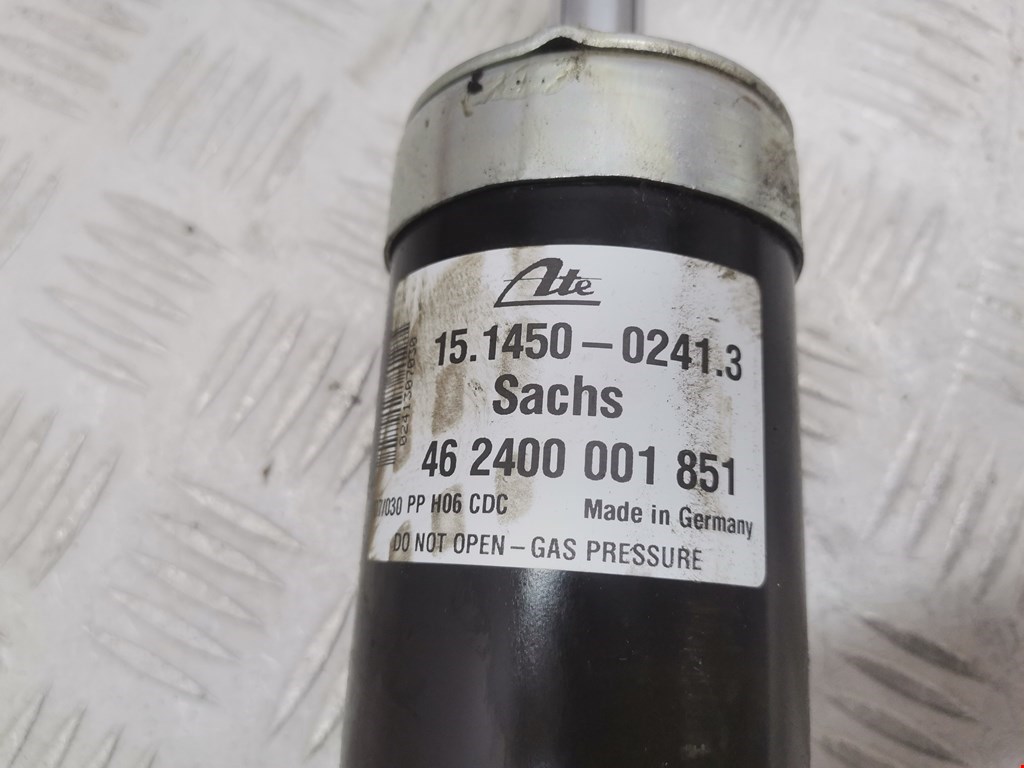 Ate
15.1450 – 0241.3
Sachs
46 2400 001 851
PP H06 CDC
Made in Germany
DO NOT OPEN – GAS PRESSURE